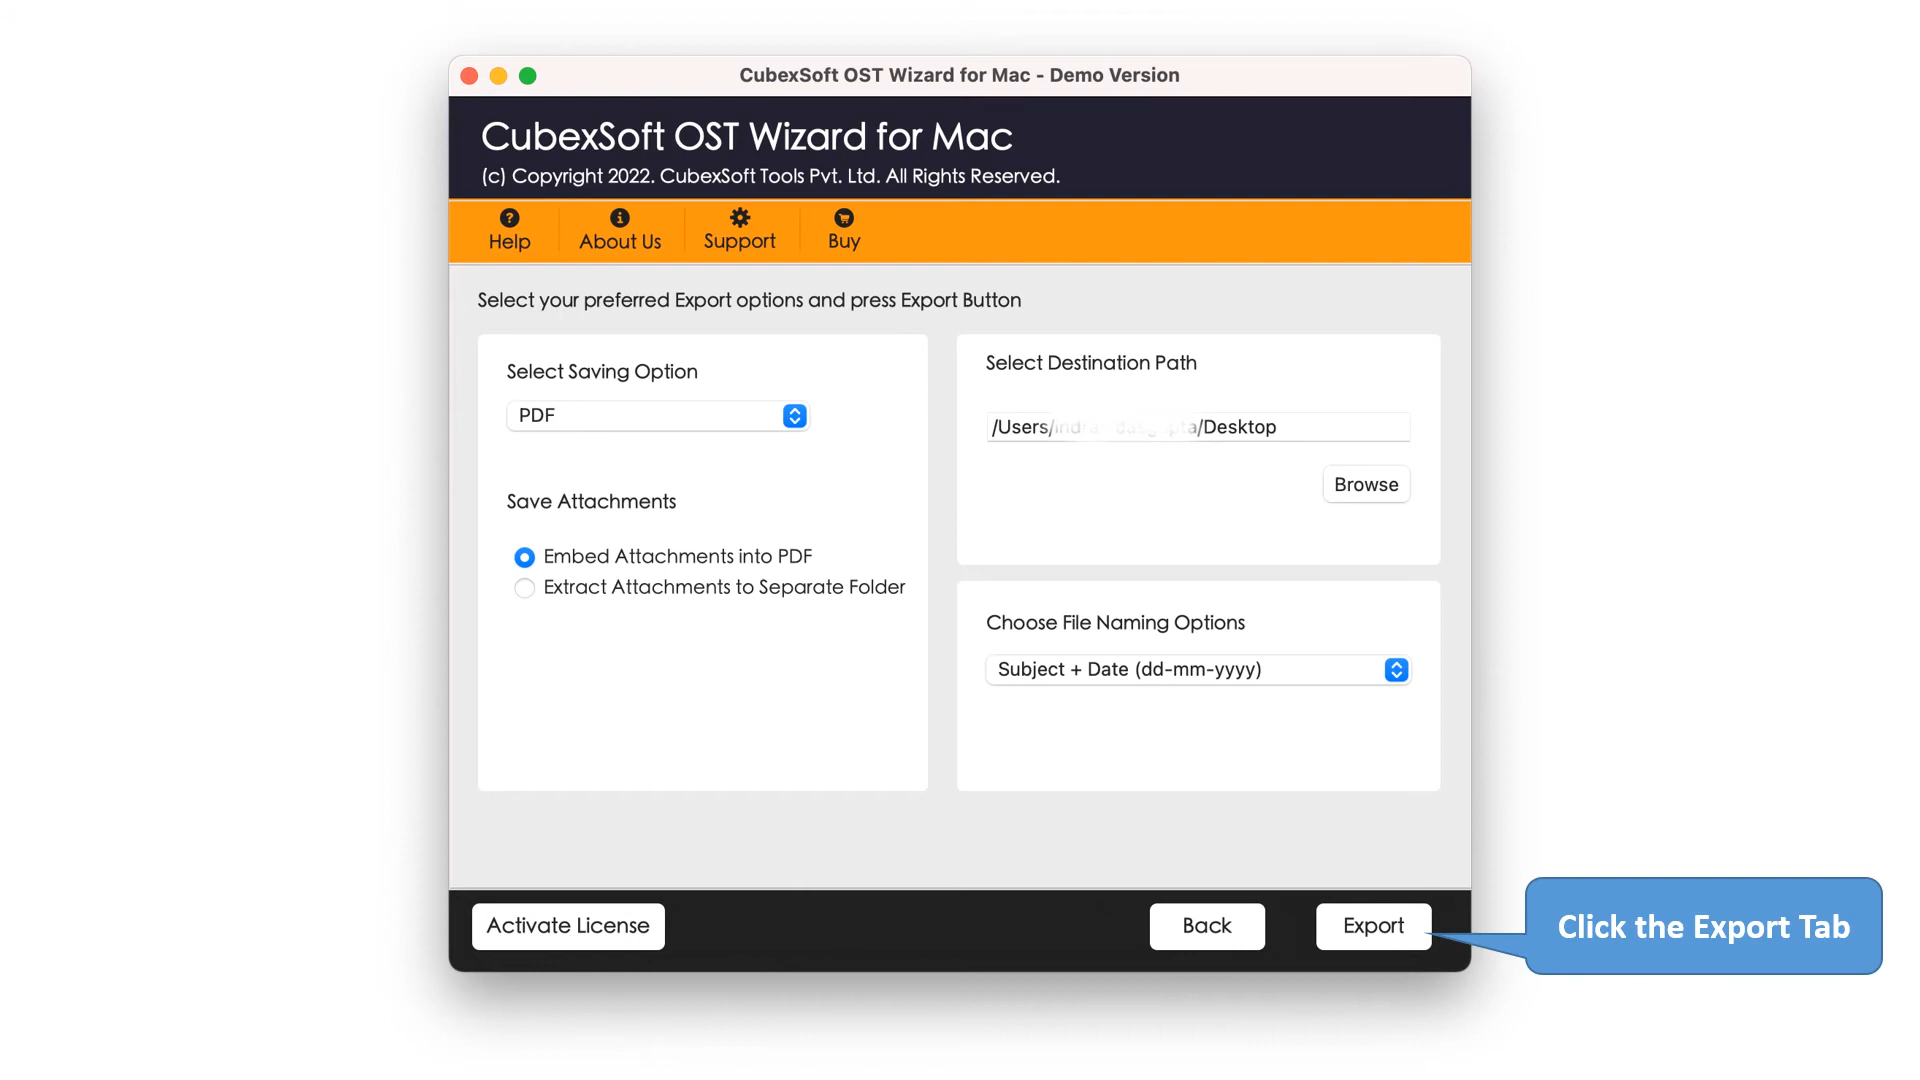 CubexSoft OST Wizard for Mac - Demo Version
CubexSoft OST Wizard for Mac
(c) Copyright 2022. CubexSoft Tools Pvt. Ltd. All Rights Reserved.
Help About Us Support Buy
Select your preferred Export options and press Export Button
Select Saving Option
PDF
Save Attachments
Embed Attachments into PDF
Extract Attachments to Separate Folder
Select Destination Path
/Users/ /Desktop
Browse
Choose File Naming Options
Subject + Date (dd-mm-yyyy)
Activate License Back Export
Click the Export Tab